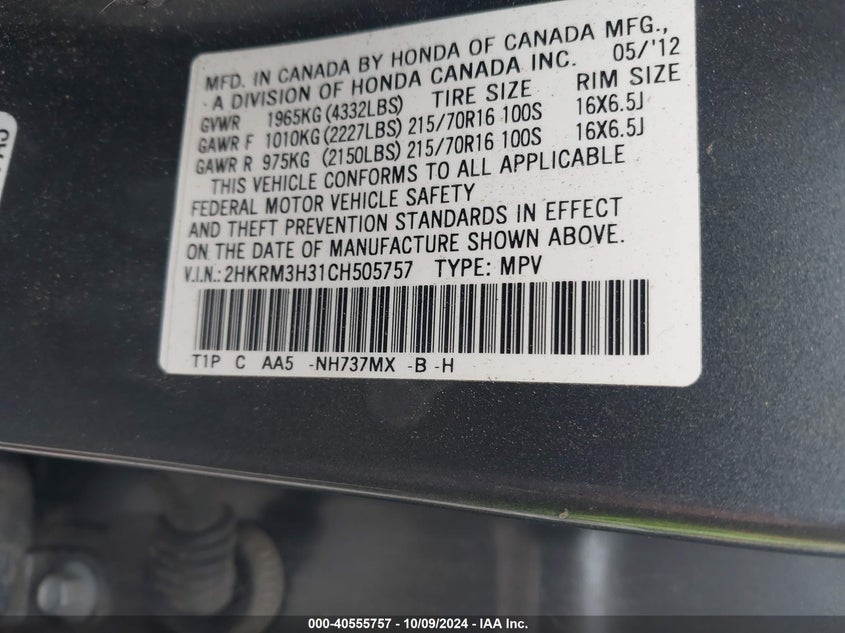 MFD. IN CANADA BY HONDA OF CANADA MFG.,
A DIVISION OF HONDA CANADA INC. 05/'12
GVWR 1965KG (4332LBS) TIRE SIZE RIM SIZE
GAWR F 1010KG (2227LBS) 215/70R16 100S 16X6.5J
GAWR R 975KG (2150LBS) 215/70R16 100S 16X6.5J
THIS VEHICLE CONFORMS TO ALL APPLICABLE
FEDERAL MOTOR VEHICLE SAFETY
AND THEFT PREVENTION STANDARDS IN EFFECT
ON THE DATE OF MANUFACTURE SHOWN ABOVE.
V.I.N.: 2HKRM3H31CH505757 TYPE: MPV
T1P C AA5 -NH737MX -B -H
000-40555757 - 10/09/2024 - IAA Inc.